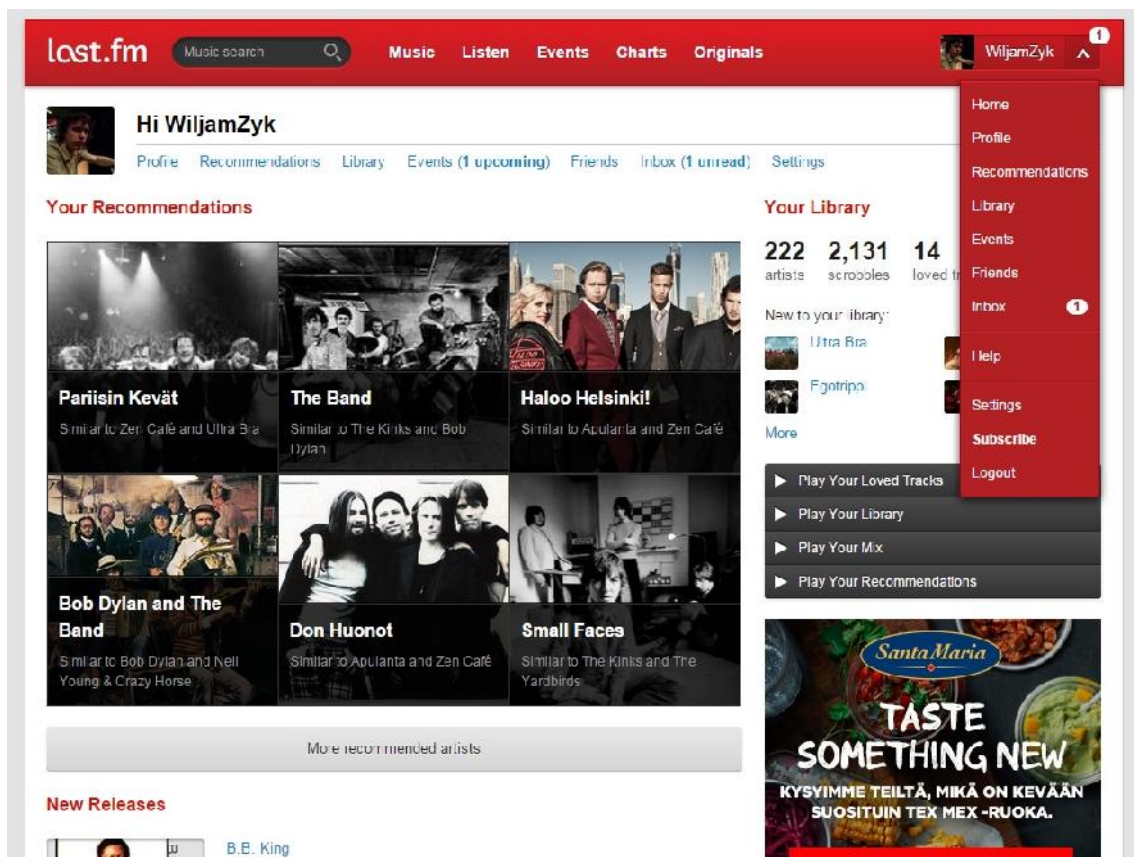 last.fm
Music search
Music Listen Events Charts Originals
WiljamZyk
1
Home
Profile
Recommendations
Library
Events
Friends
Inbox 1
Help
Settings
Subscribe
Logout
Hi WiljamZyk
Profile Recommendations Library Events (1 upcoming) Friends Inbox (1 unread) Settings
Your Recommendations
Pariisin Kevät
Similar to Zen Café and Ultra Bra
The Band
Similar to The Kinks and Bob
Dylan
Haloo Helsinki!
Similar to Apulanta and Zen Café
Bob Dylan and The
Band
Similar to Bob Dylan and Neil
Young & Crazy Horse
Don Huonot
Similar to Apulanta and Zen Café
Small Faces
Similar to The Kinks and The
Yardbirds
More recommended artists
New Releases
B.B. King
Your Library
222 2,131 14
artists scrobbles loved
New to your library:
Ultra Bra
Egotrippi
More
Play Your Loved Tracks
Play Your Library
Play Your Mix
Play Your Recommendations
Santa Maria
TASTE
SOMETHING NEW
KYSYIMME TEILTÄ, MIKÄ ON KEVÄÄN
SUOSITUIN TEX MEX -RUOKA.